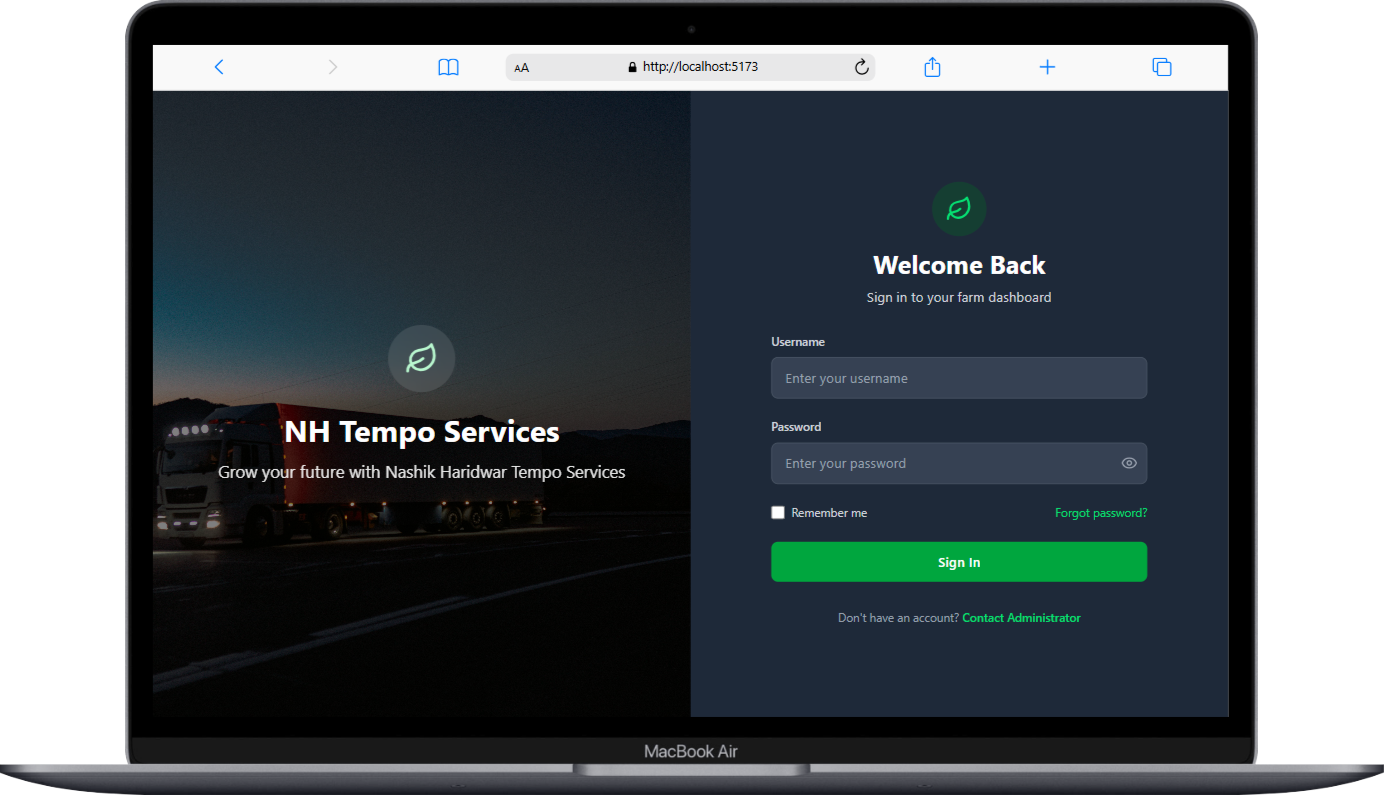 AA http://localhost:5173
NH Tempo Services
Grow your future with Nashik Haridwar Tempo Services
Welcome Back
Sign in to your farm dashboard
Username
Enter your username
Password
Enter your password
Remember me Forgot password?
Sign In
Don't have an account? Contact Administrator
MacBook Air